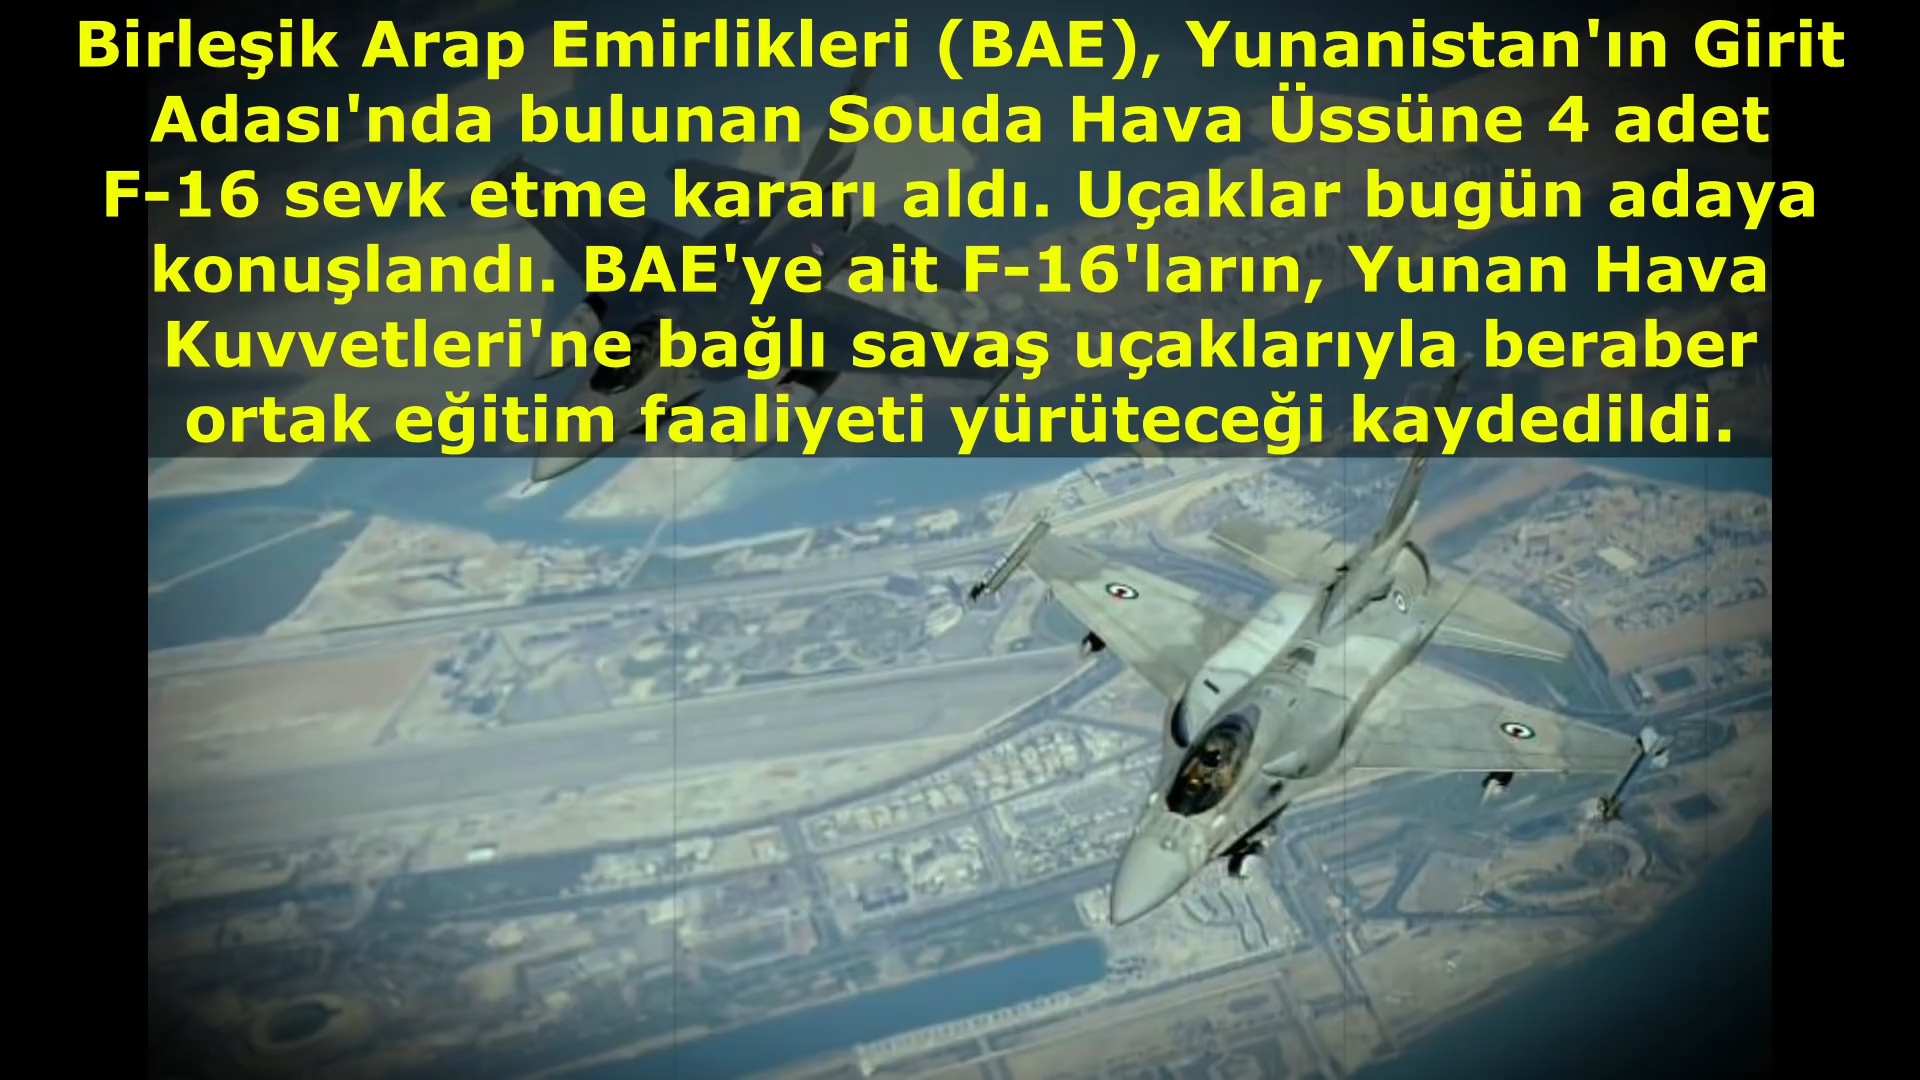 Birleşik Arap Emirlikleri (BAE), Yunanistan'ın Girit
Adası'nda bulunan Souda Hava Üssüne 4 adet
F-16 sevk etme kararı aldı. Uçaklar bugün adaya
konuşlandı. BAE'ye ait F-16'ların, Yunan Hava
Kuvvetleri'ne bağlı savaş uçaklarıyla beraber
ortak eğitim faaliyeti yürüteceği kaydedildi.